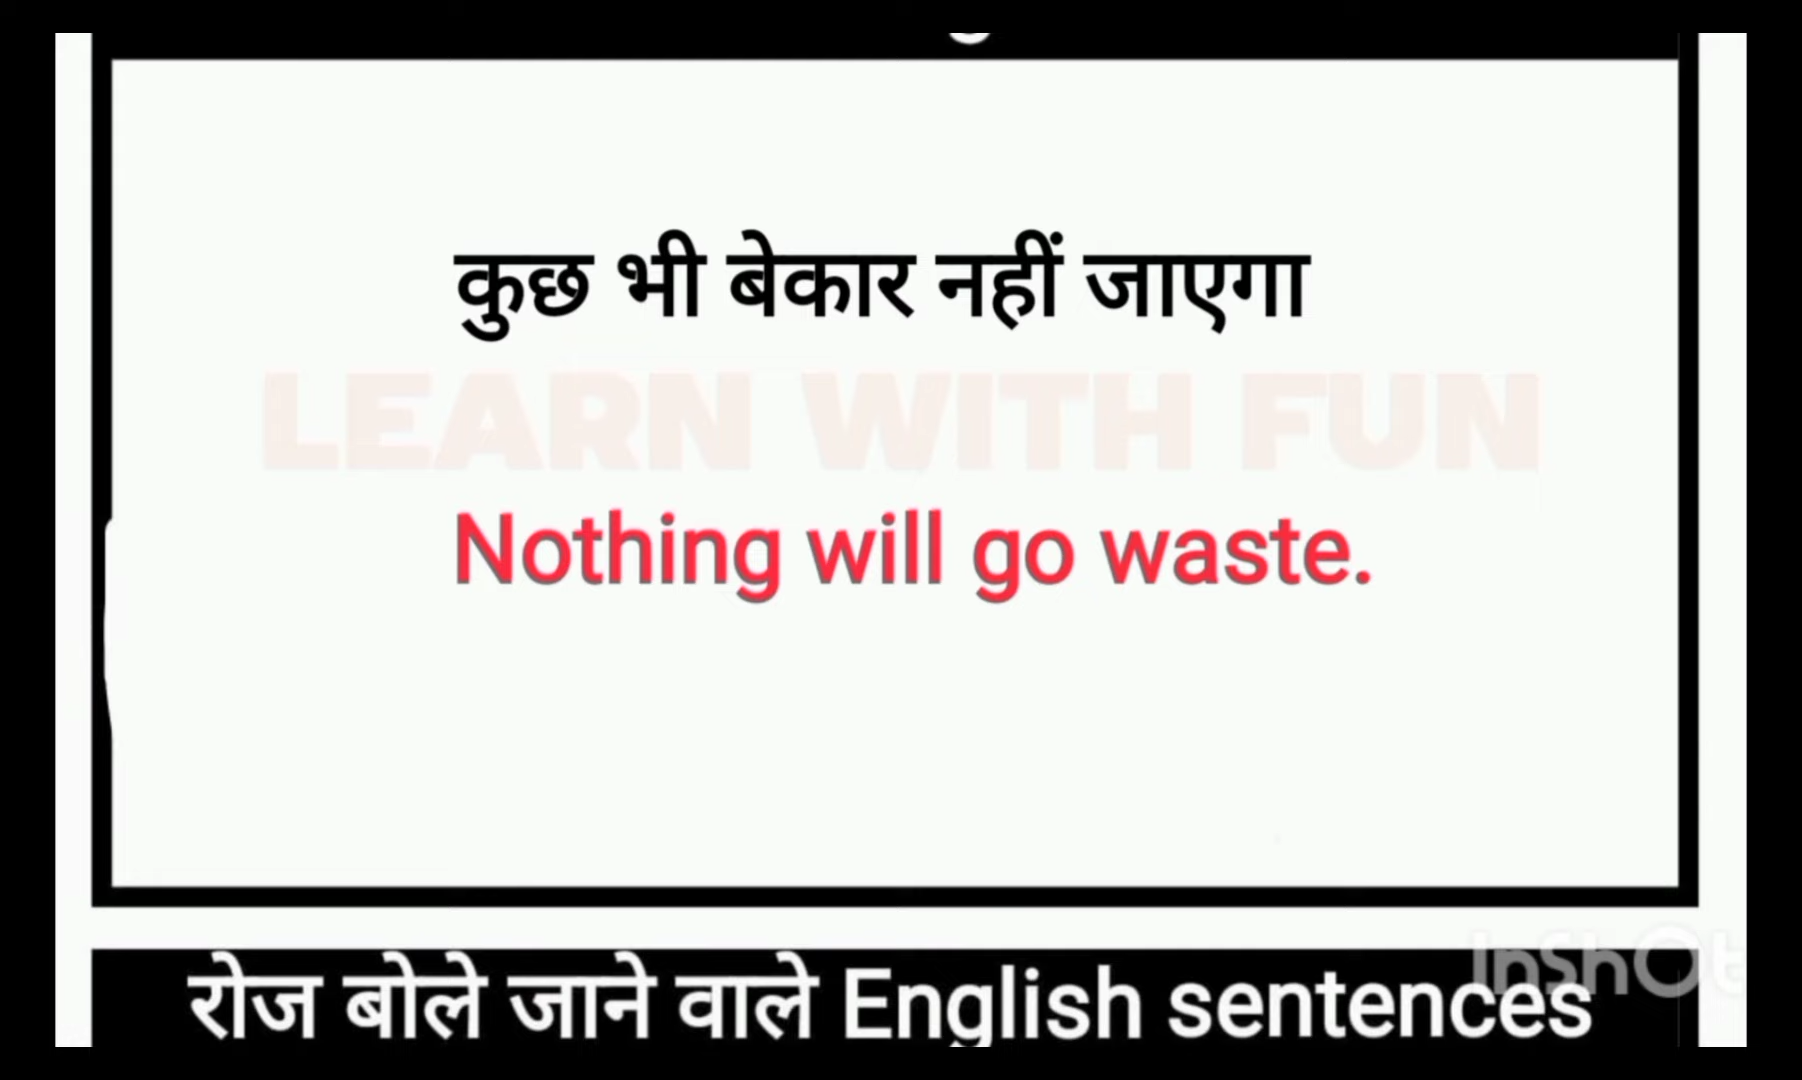 कुछ भी बेकार नहीं जाएगा
LEARN WITH FUN
Nothing will go waste.
रोज बोले जाने वाले English sentences
InShOt